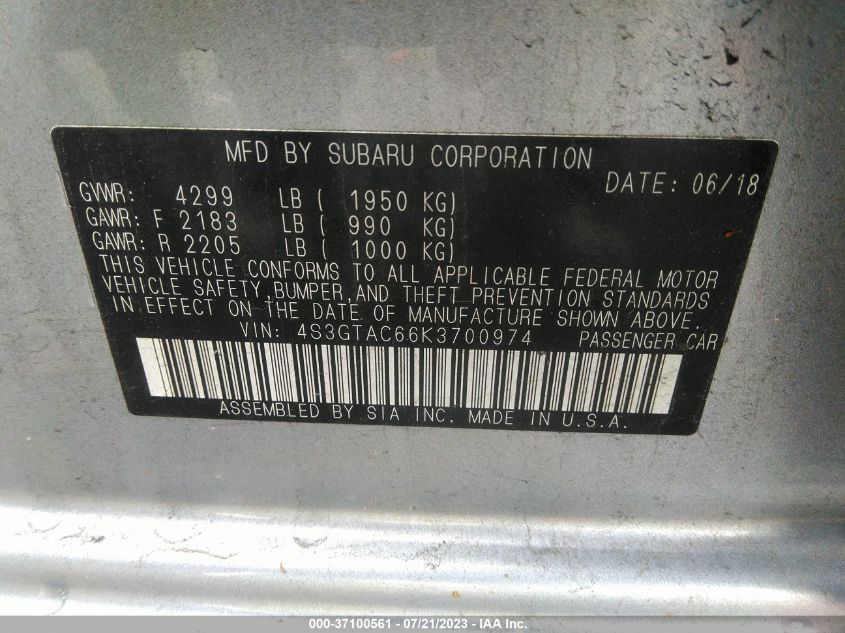 MFD BY SUBARU CORPORATION
DATE: 06/18
GVWR: 4299 LB ( 1950 KG)
GAWR: F 2183 LB ( 990 KG)
GAWR: R 2205 LB ( 1000 KG)
THIS VEHICLE CONFORMS TO ALL APPLICABLE FEDERAL MOTOR
VEHICLE SAFETY,BUMPER,AND THEFT PREVENTION STANDARDS
IN EFFECT ON THE DATE OF MANUFACTURE SHOWN ABOVE.
VIN: 4S3GTAC66K3700974 PASSENGER CAR
ASSEMBLED BY SIA INC. MADE IN U.S.A.
000-37100561 - 07/21/2023 - IAA Inc.